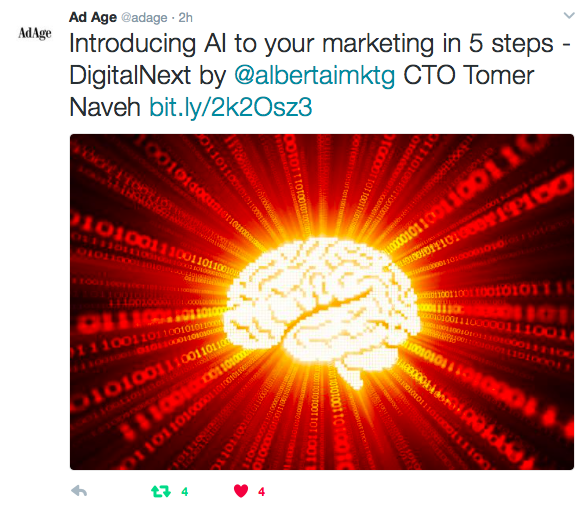 Ad Age @adage · 2h
AdAge
Introducing AI to your marketing in 5 steps -
DigitalNext by @albertaimktg CTO Tomer
Naveh bit.ly/2k2Osz3
4 4